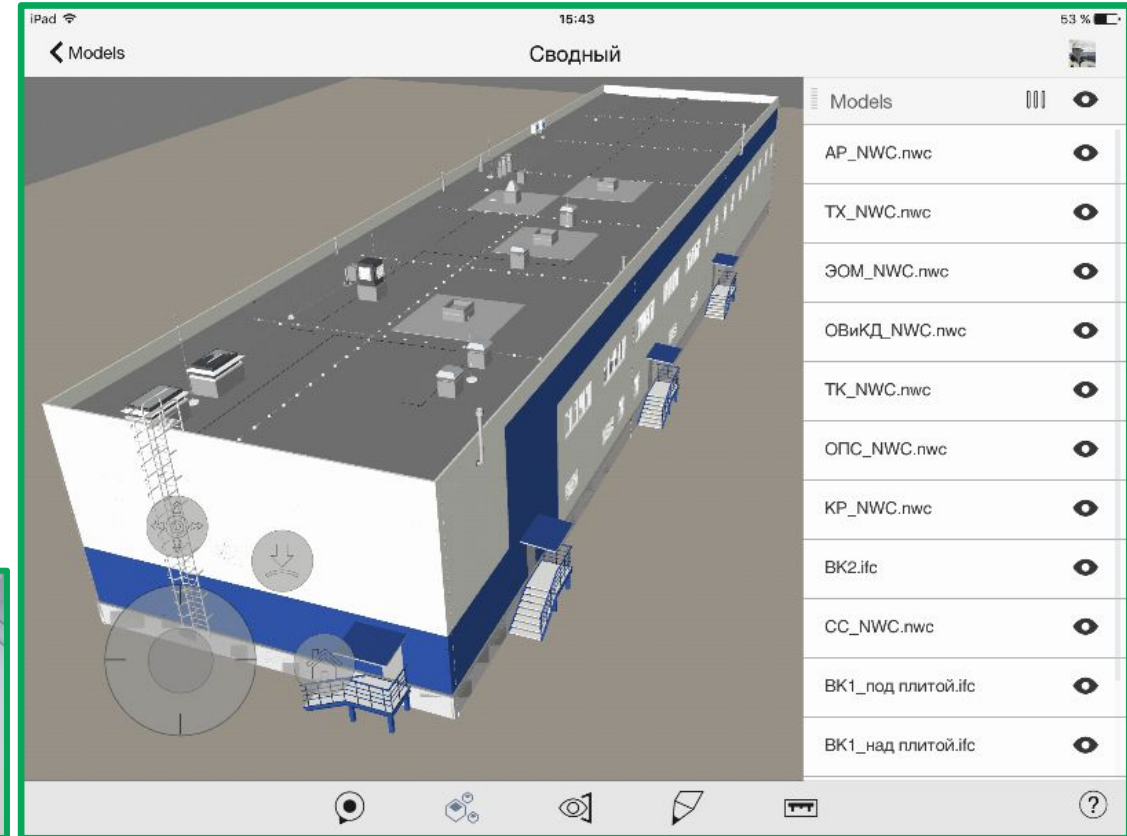 iPad 15:43 53 %
Models Сводный
Models
АР_NWC.nwc
ТХ_NWC.nwc
ЭОМ_NWC.nwc
ОВиКД_NWC.nwc
ТК_NWC.nwc
ОПС_NWC.nwc
КР_NWC.nwc
ВК2.ifc
СС_NWC.nwc
ВК1_под плитой.ifc
ВК1_над плитой.ifc
?